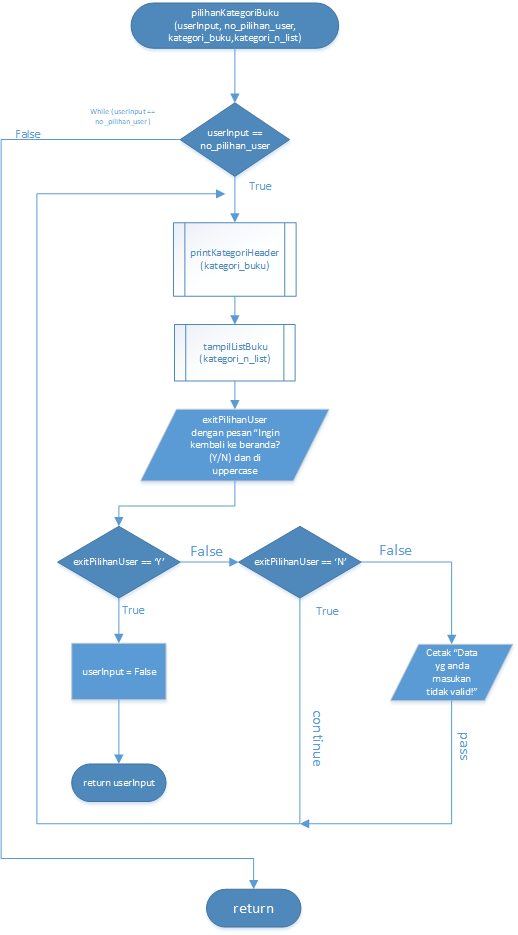 pilihanKategoriBuku
(userInput, no_pilihan_user,
kategori_buku,kategori_n_list)
While (userInput ==
no_pilihan_user)
False
userInput ==
no_pilihan_user
True
printKategoriHeader
(kategori_buku)
tampilListBuku
(kategori_n_list)
exitPilihanUser
dengan pesan “Ingin
kembali ke beranda?
(Y/N) dan di
uppercase
exitPilihanUser == ‘Y’
False
exitPilihanUser == ‘N’
False
True
True
userInput = False
Cetak “Data
yg anda
masukan
tidak valid!”
continue
pass
return userInput
return